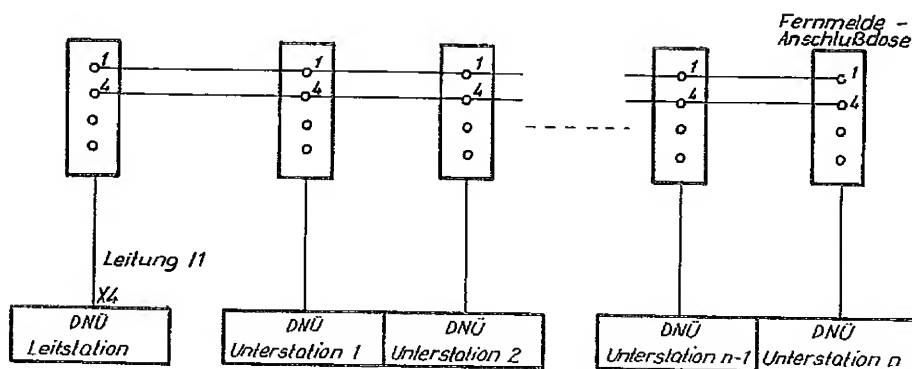 Fernmelde -
Anschlußdose
1 1 1 1 1
4 4 4 4 4
Leitung 11
X4
DNÜ
Leitstation
DNÜ
Unterstation 1
DNÜ
Unterstation 2
DNÜ
Unterstation n-1
DNÜ
Unterstation n